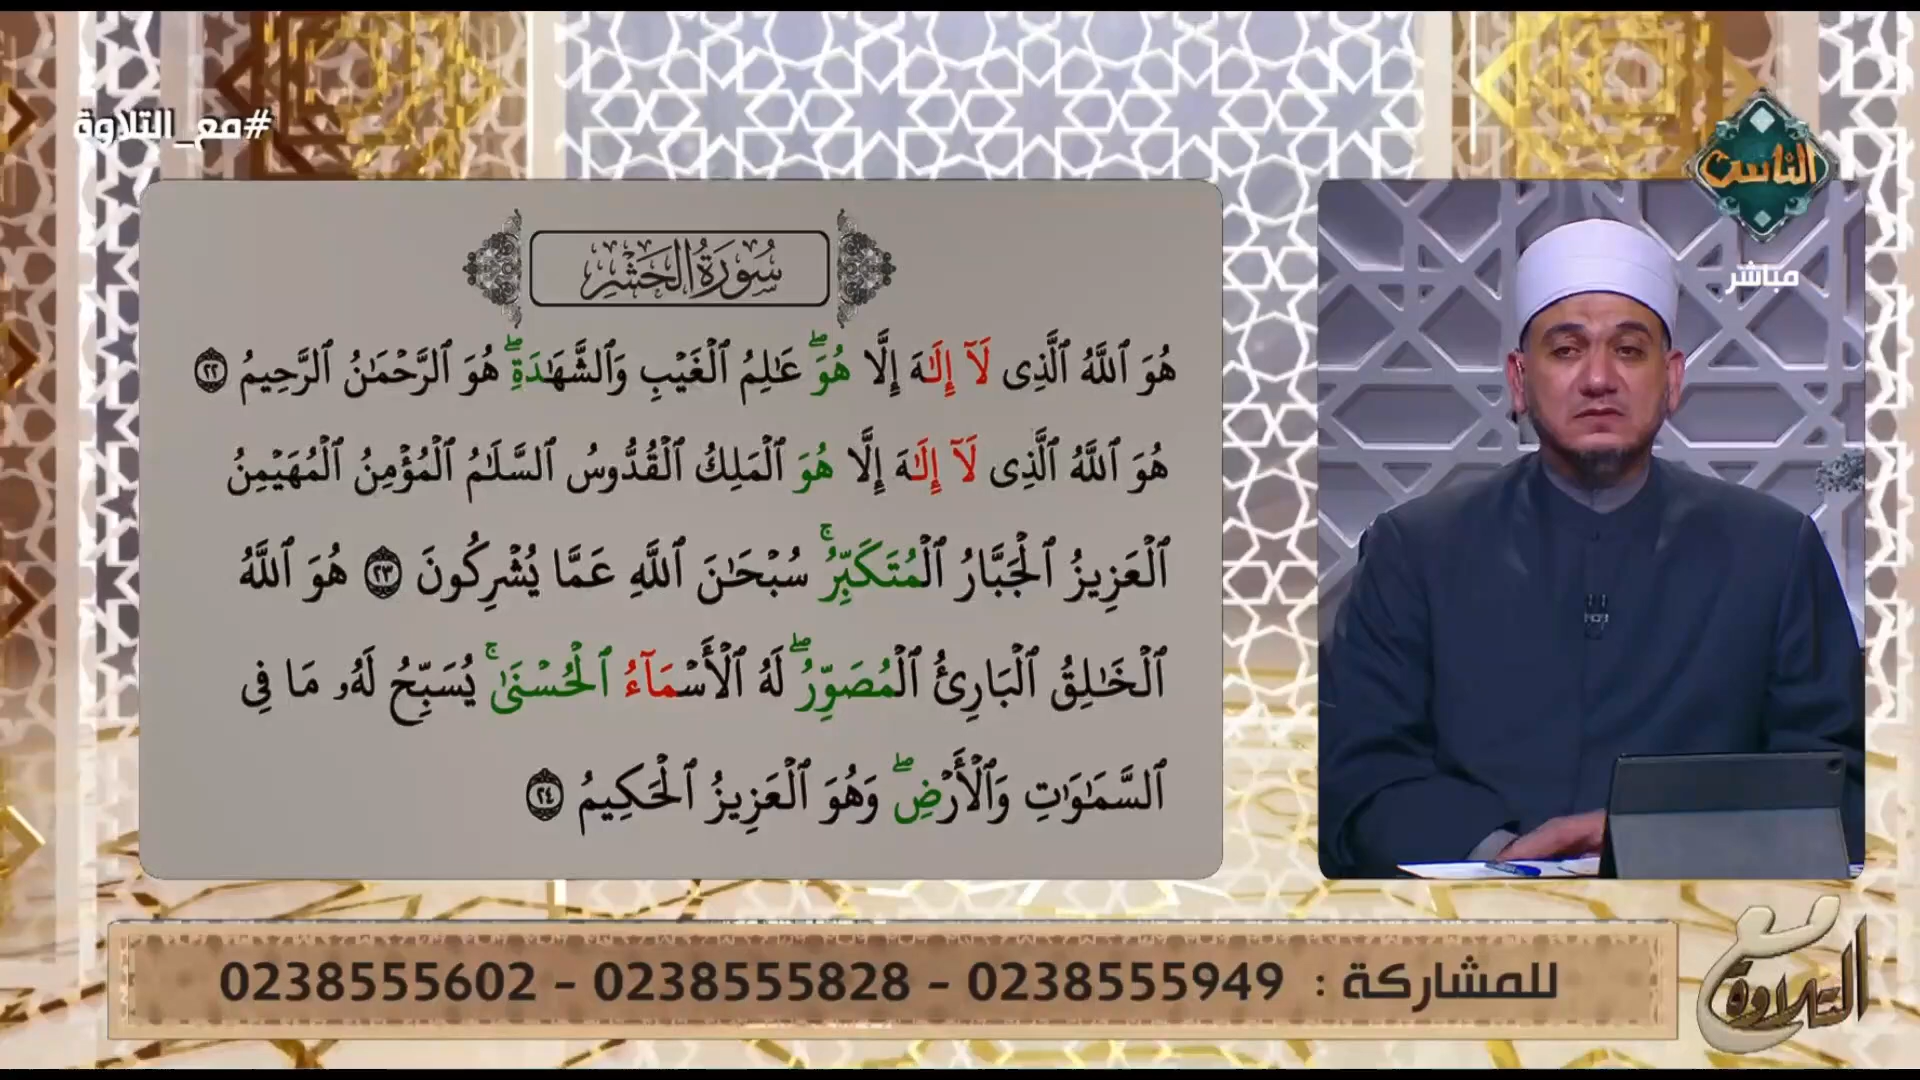 #مع_التلاوة
الناس
مباشر
سُورَةُ الحَشْرِ
هُوَ ٱللَّهُ ٱلَّذِى لَآ إِلَـٰهَ إِلَّا هُوَ ۖ عَـٰلِمُ ٱلْغَيْبِ وَٱلشَّهَـٰدَةِ ۖ هُوَ ٱلرَّحْمَـٰنُ ٱلرَّحِيمُ ٢٢
هُوَ ٱللَّهُ ٱلَّذِى لَآ إِلَـٰهَ إِلَّا هُوَ ٱلْمَلِكُ ٱلْقُدُّوسُ ٱلسَّلَـٰمُ ٱلْمُؤْمِنُ ٱلْمُهَيْمِنُ
ٱلْعَزِيزُ ٱلْجَبَّارُ ٱلْمُتَكَبِّرُ ۚ سُبْحَـٰنَ ٱللَّهِ عَمَّا يُشْرِكُونَ ٢٣ هُوَ ٱللَّهُ
ٱلْخَـٰلِقُ ٱلْبَارِئُ ٱلْمُصَوِّرُ ۖ لَهُ ٱلْأَسْمَآءُ ٱلْحُسْنَىٰ ۚ يُسَبِّحُ لَهُۥ مَا فِى
ٱلسَّمَـٰوَٰتِ وَٱلْأَرْضِ ۖ وَهُوَ ٱلْعَزِيزُ ٱلْحَكِيمُ ٢٤
للمشاركة : 0238555949 - 0238555828 - 0238555602
مع التلاوة